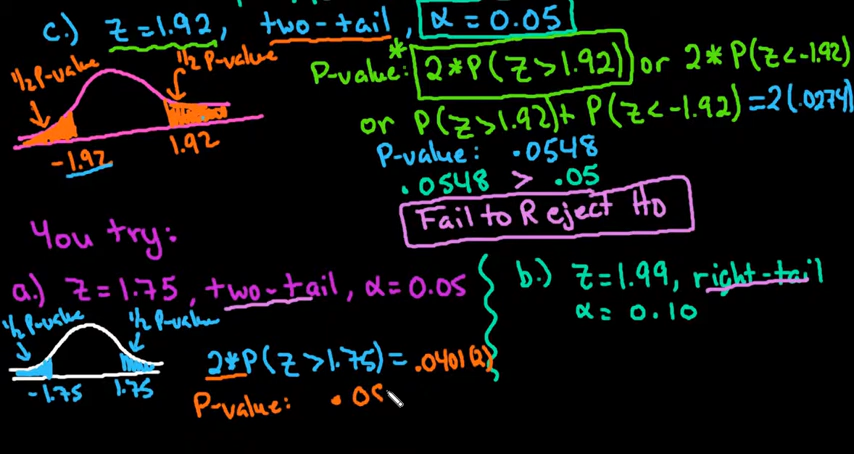 c.) z = 1.92, two-tail, α = 0.05
½ P-value
½ P-value
-1.92
1.92
P-value:* 2*P(z > 1.92) or 2*P(z < -1.92)
or P(z > 1.92) + P(z < -1.92) = 2(.0274)
P-value: .0548
.0548 > .05
Fail to Reject Ho
You try:
a.) z = 1.75, two-tail, α = 0.05
½ P-value
½ P-value
-1.75
1.75
2*P(z > 1.75) = .0401(2)
P-value: .08
b.) z = 1.99, right-tail
α = 0.10